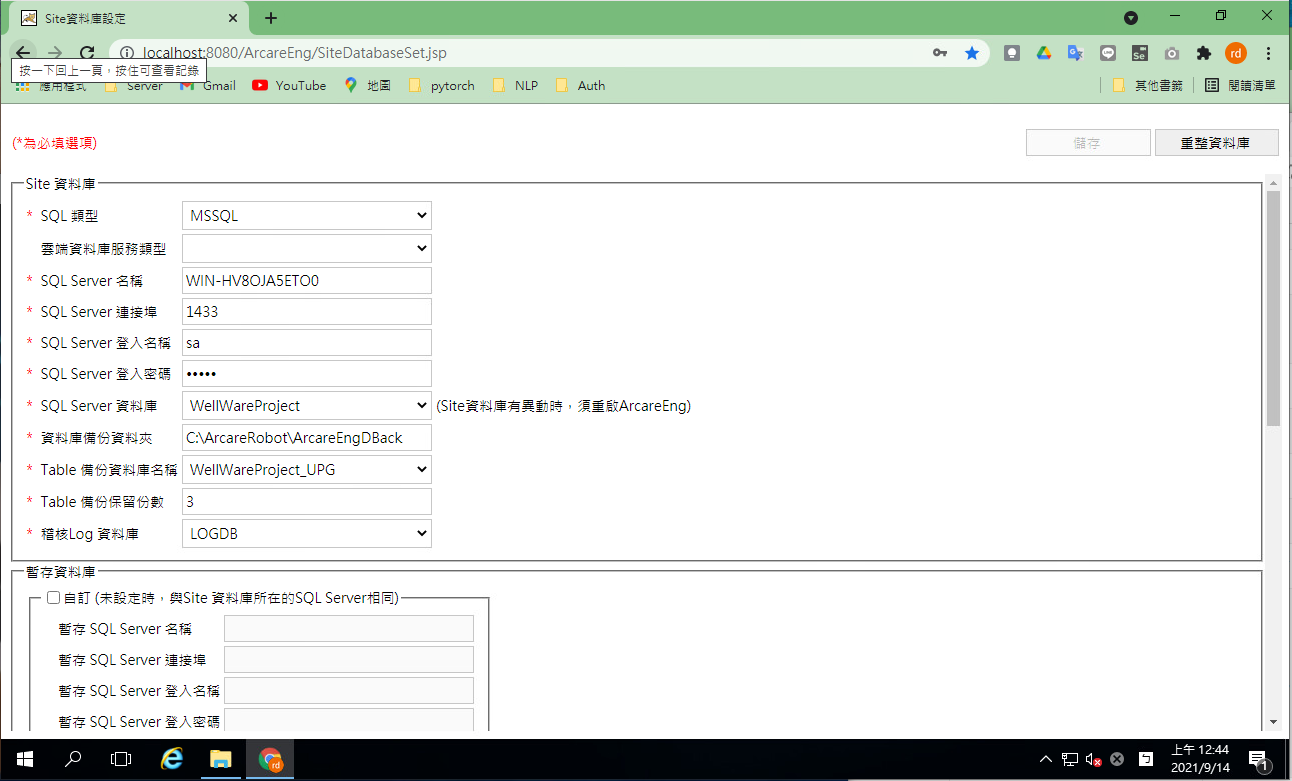 Site資料庫設定
localhost:8080/ArcareEng/SiteDatabaseSet.jsp
Se
rd
按一下回上一頁，按住可查看記錄
應用程式 Server Gmail YouTube 地圖 pytorch NLP Auth 其他書籤 閱讀清單
(*為必填選項) 儲存 重整資料庫
Site 資料庫
* SQL 類型 MSSQL
雲端資料庫服務類型
* SQL Server 名稱 WIN-HV8OJA5ETO0
* SQL Server 連接埠 1433
* SQL Server 登入名稱 sa
* SQL Server 登入密碼 •••••
* SQL Server 資料庫 WellWareProject (Site資料庫有異動時，須重啟ArcareEng)
* 資料庫備份資料夾 C:\ArcareRobot\ArcareEngDBack
* Table 備份資料庫名稱 WellWareProject_UPG
* Table 備份保留份數 3
* 稽核Log 資料庫 LOGDB
暫存資料庫
自訂 (未設定時，與Site 資料庫所在的SQL Server相同)
暫存 SQL Server 名稱
暫存 SQL Server 連接埠
暫存 SQL Server 登入名稱
暫存 SQL Server 登入密碼
rd
上午 12:44
2021/9/14
1